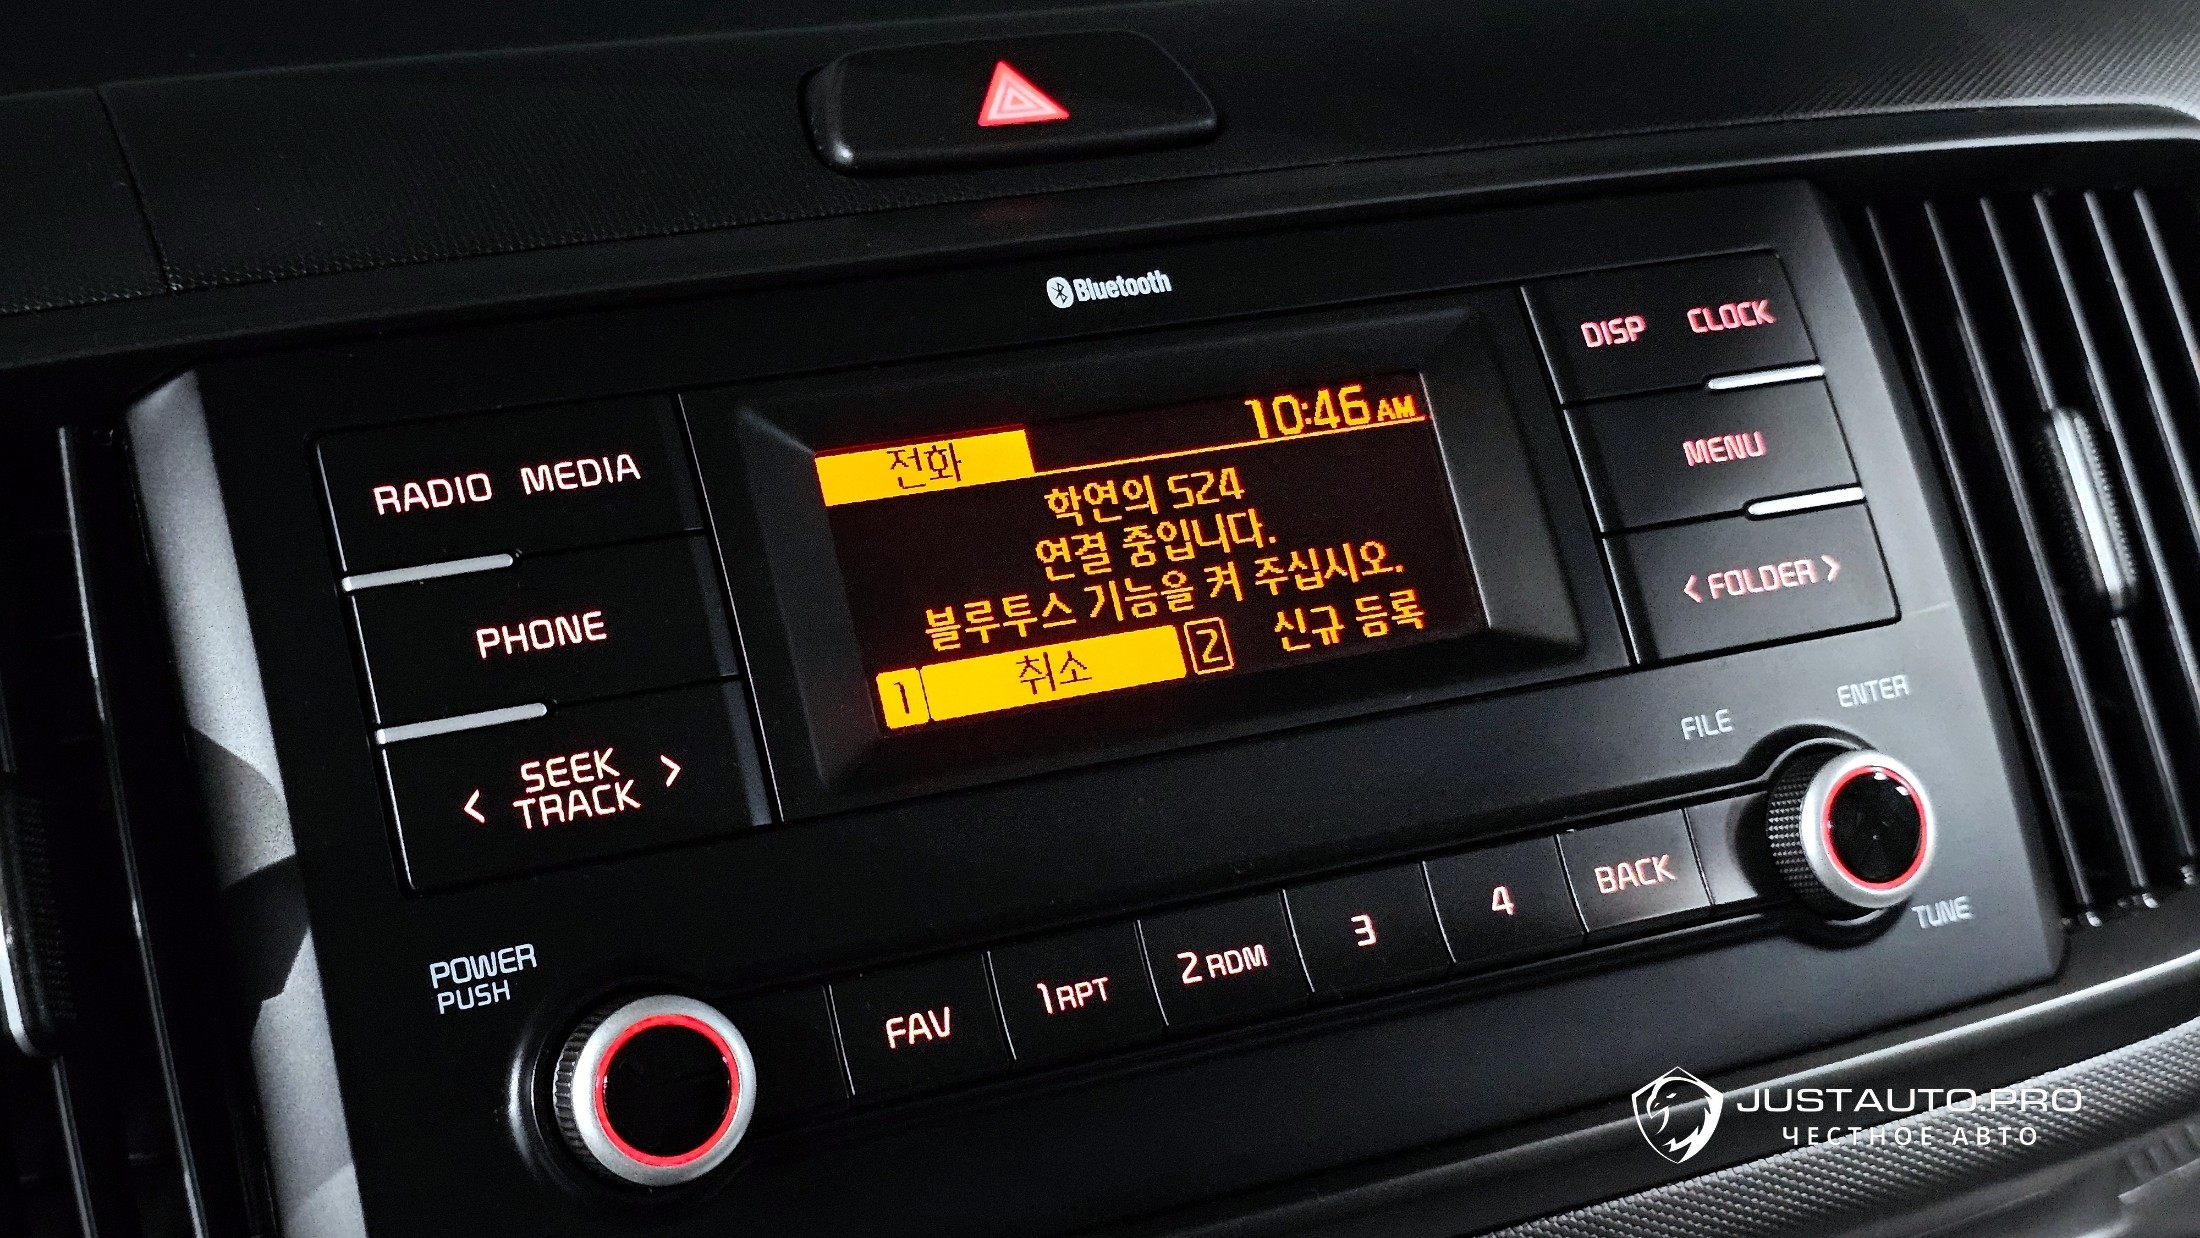 Bluetooth
DISP CLOCK
10:46 AM
전화
학연의 S24
연결 중입니다.
블루투스 기능을 켜 주십시오.
1 취소 2 신규 등록
RADIO MEDIA
PHONE
< SEEK >
TRACK
MENU
< FOLDER >
FILE
ENTER
TUNE
POWER
PUSH
FAV
1 RPT
2 RDM
3
4
BACK
JUSTAUTO.PRO
ЧЕСТНОЕ АВТО